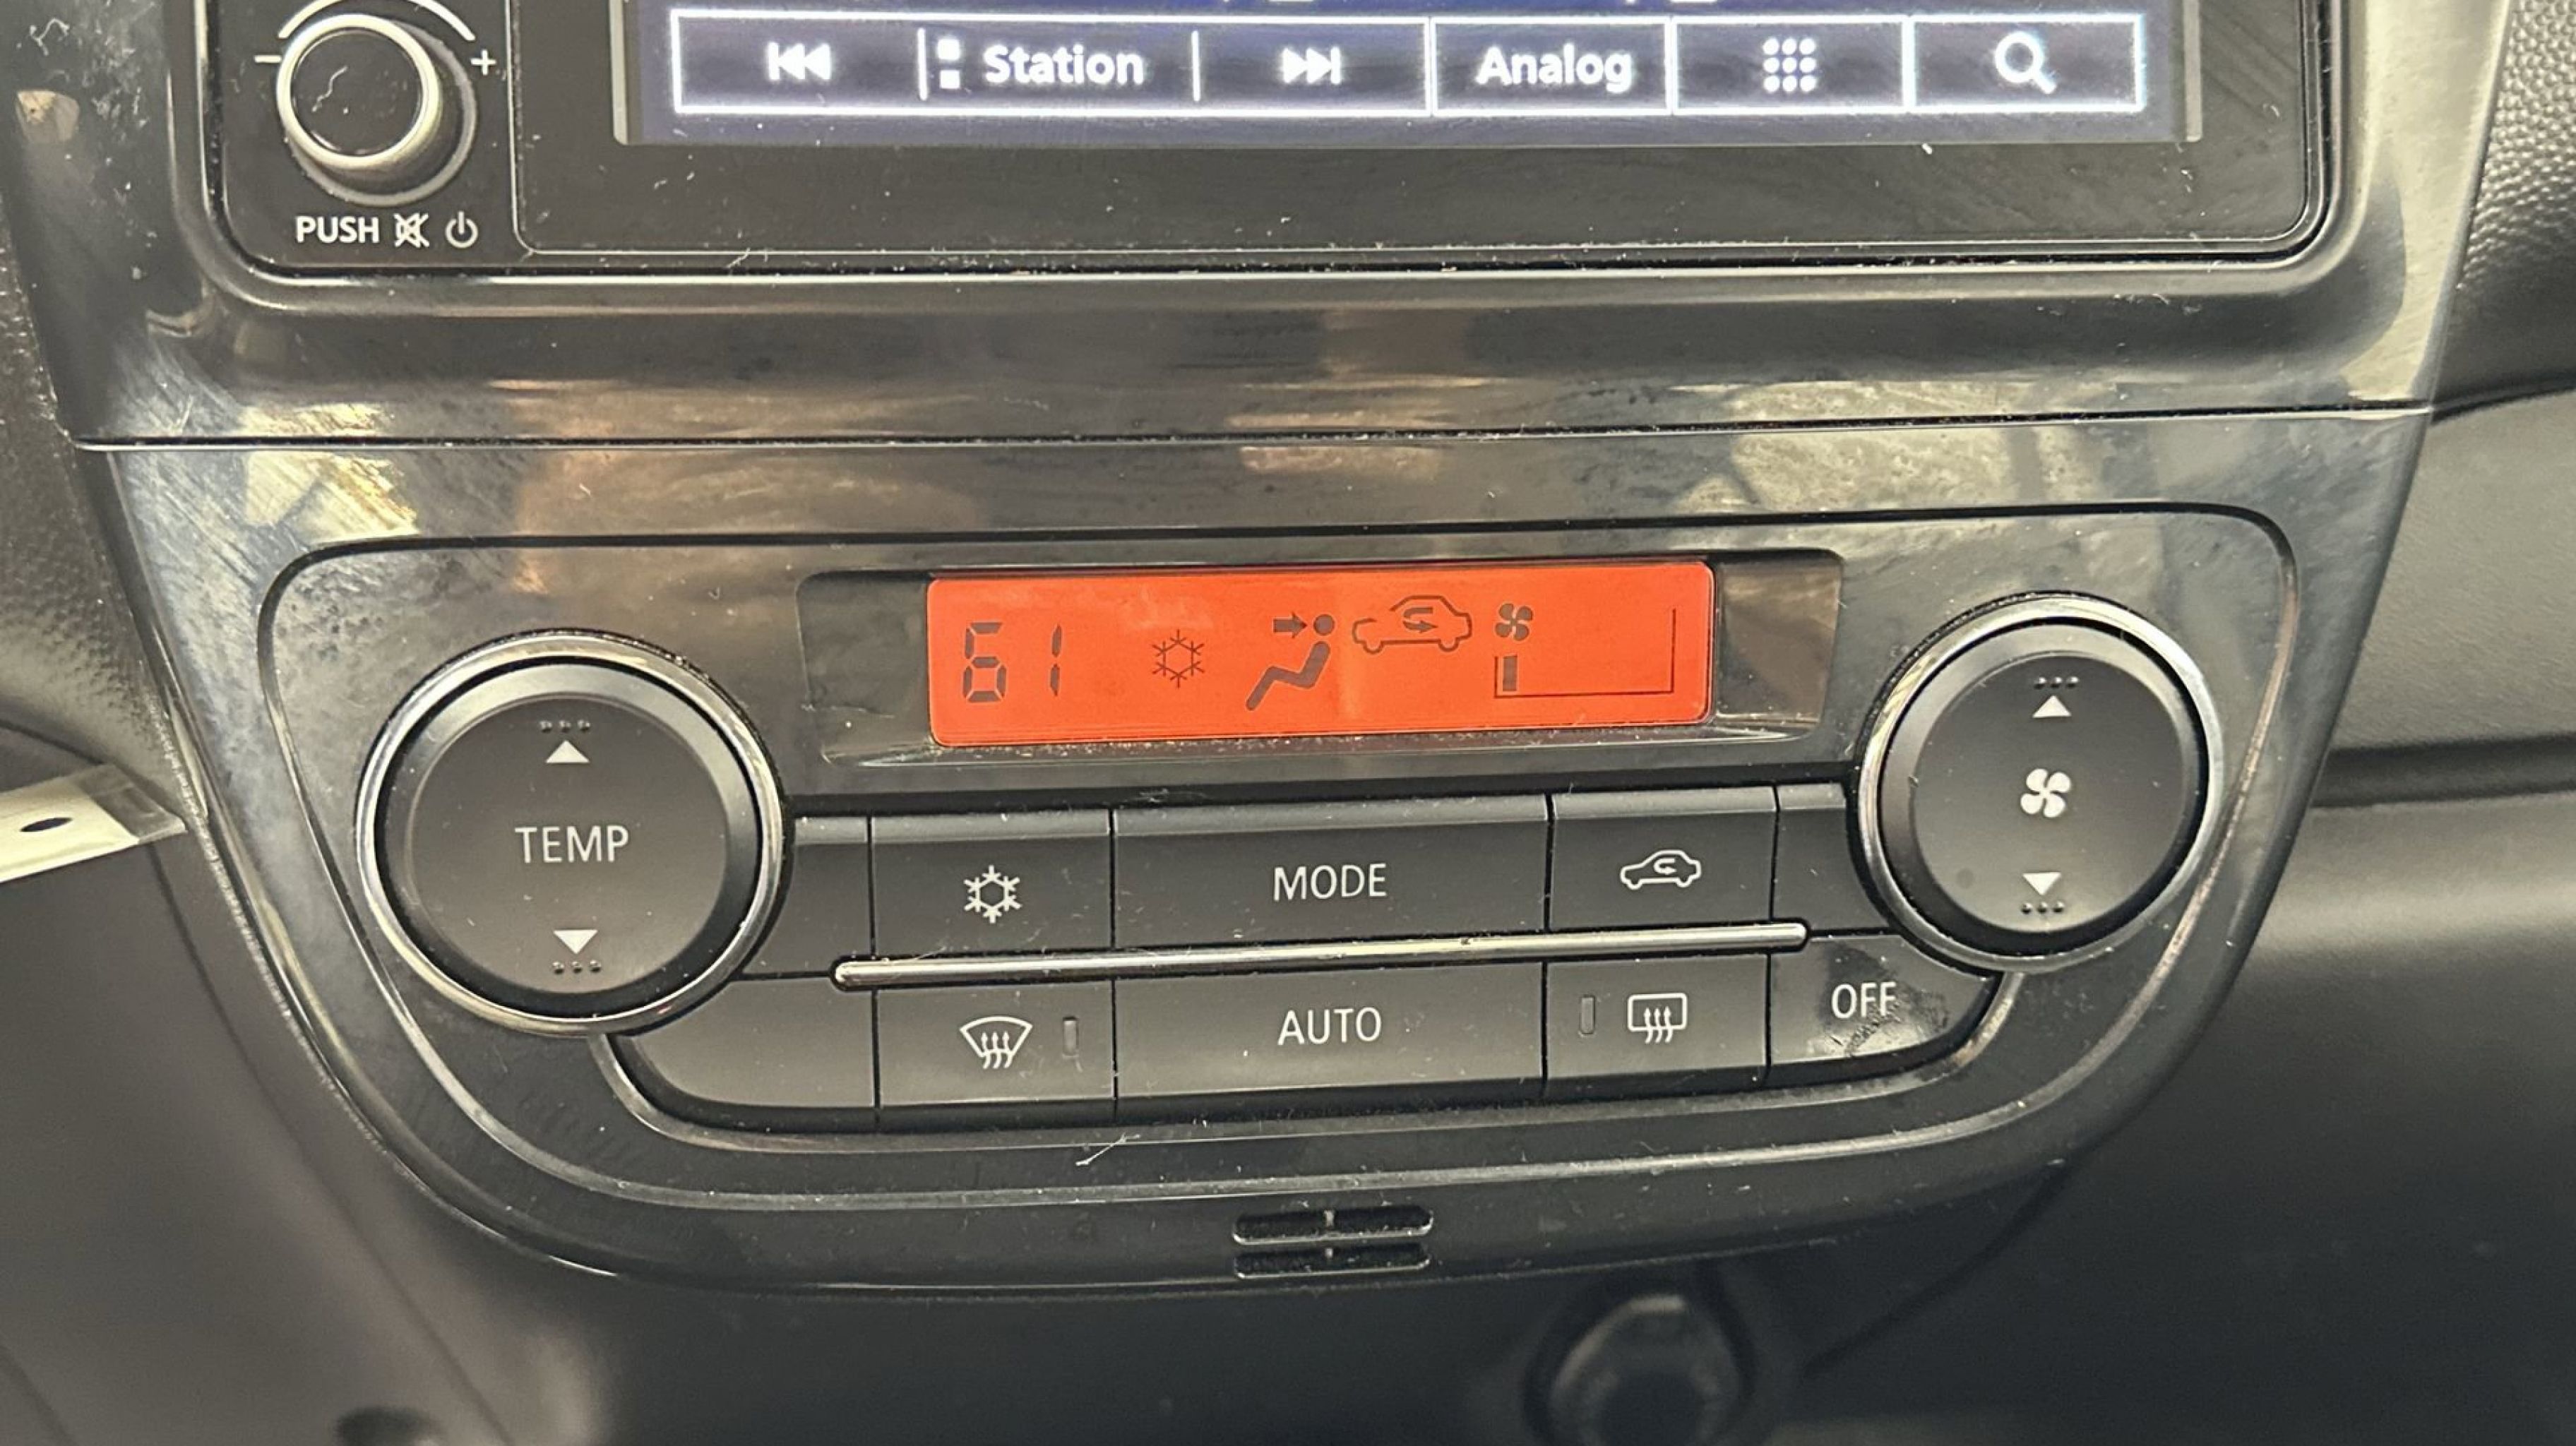 − +
Station Analog
PUSH
61
TEMP
MODE
AUTO
OFF